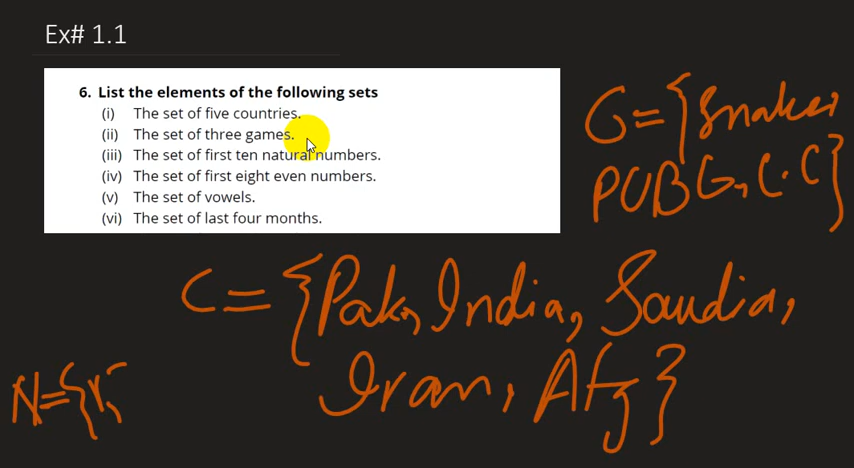 Ex# 1.1
6. List the elements of the following sets
(i) The set of five countries.
(ii) The set of three games.
(iii) The set of first ten natural numbers.
(iv) The set of first eight even numbers.
(v) The set of vowels.
(vi) The set of last four months.
G={Snaker
PUBG, C.C}
C={Pak, India, Saudia,
Iran, Afg}
N={